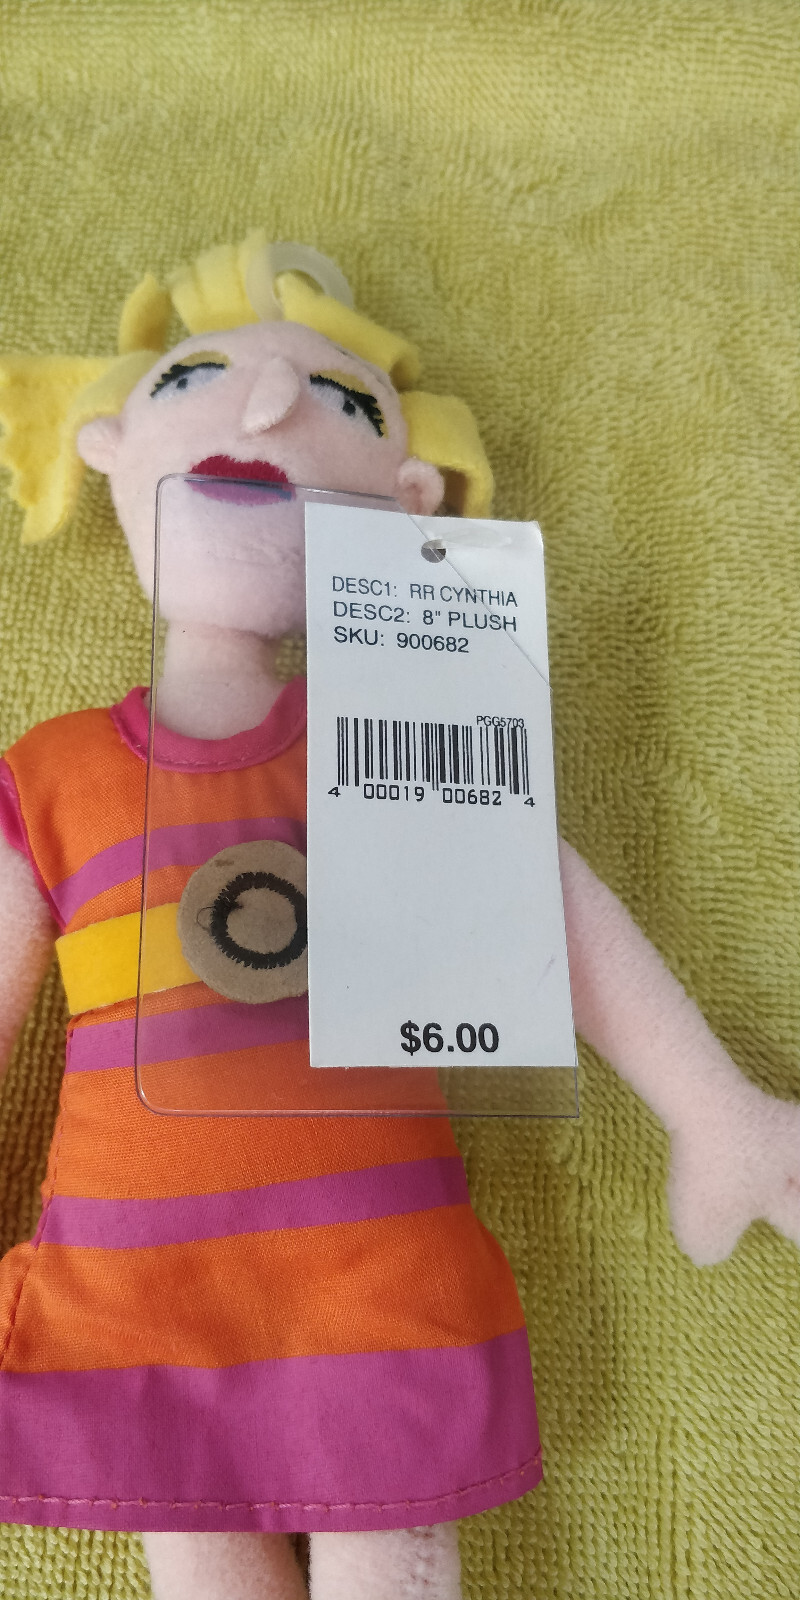 DESC1: RR CYNTHIA
DESC2: 8" PLUSH
SKU: 900682
PGG5703
4 00019 00682 4
$6.00